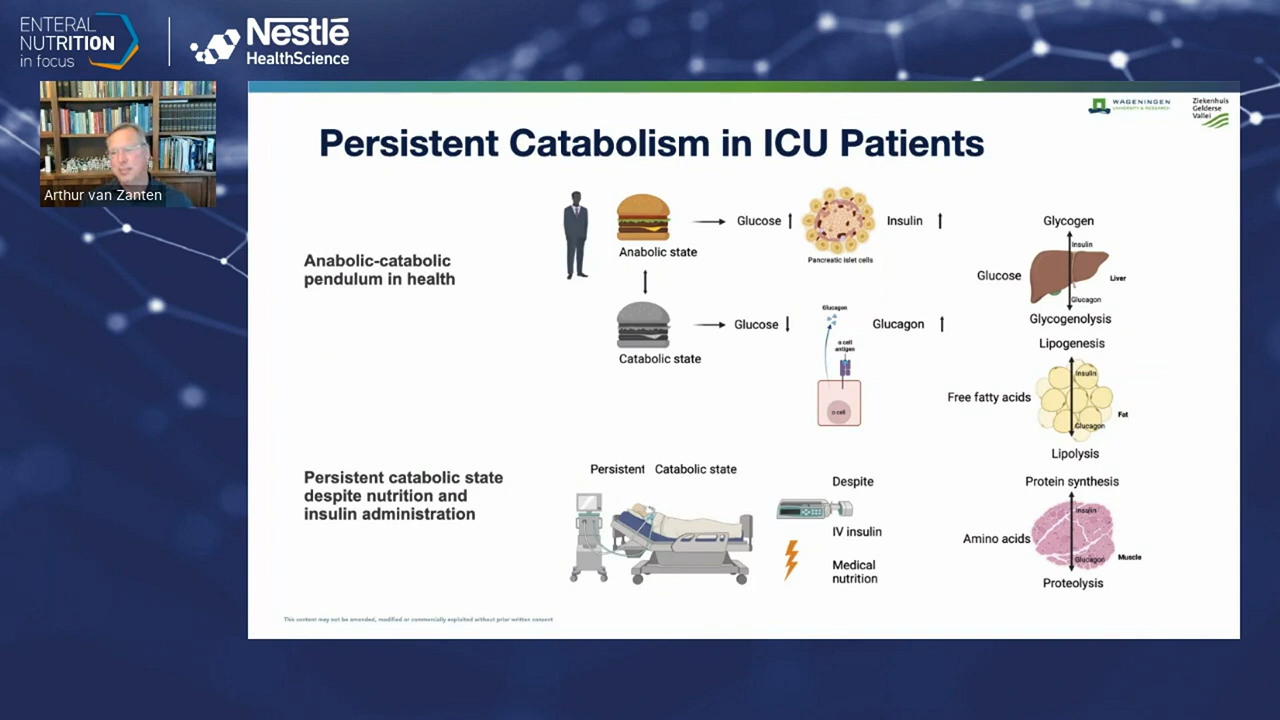 ENTERAL
NUTRITION
in focus
Nestlé
HealthScience
Arthur van Zanten
WAGENINGEN
UNIVERSITY & RESEARCH
Ziekenhuis
Gelderse
Vallei
Persistent Catabolism in ICU Patients
Anabolic-catabolic
pendulum in health
Anabolic state
Glucose
Pancreatic islet cells
Insulin
Catabolic state
Glucose
Glucagon
α cell
antigen
α cell
Glucagon
Glycogen
Insulin
Glucose
Liver
Glucagon
Glycogenolysis
Lipogenesis
Insulin
Free fatty acids
Fat
Glucagon
Lipolysis
Persistent catabolic state
despite nutrition and
insulin administration
Persistent Catabolic state
Despite
IV insulin
Medical
nutrition
Protein synthesis
Insulin
Amino acids
Glucagon
Muscle
Proteolysis
This content may not be amended, modified or commercially exploited without prior written consent